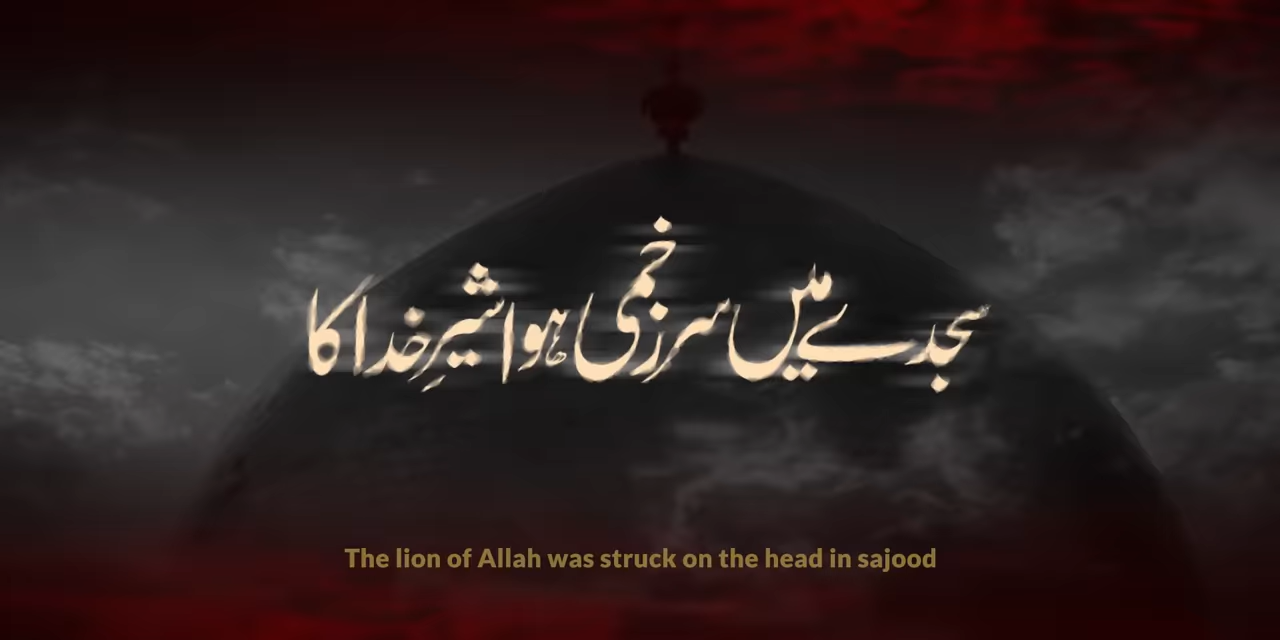 سجدے میں سر زخمی ہوا شیرِ خدا کا
The lion of Allah was struck on the head in sajood